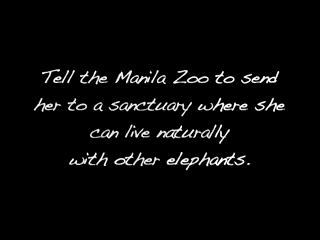 Tell the Manila Zoo to send
her to a sanctuary where she
can live naturally
with other elephants.